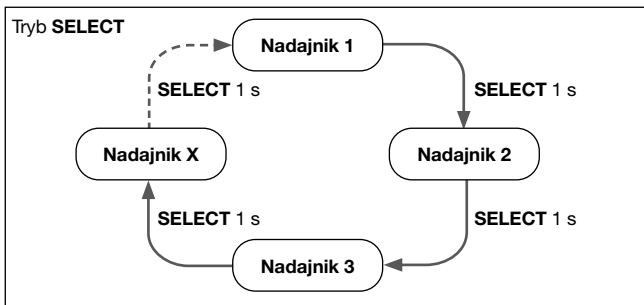 Tryb SELECT
Nadajnik 1
SELECT 1 s
SELECT 1 s
Nadajnik X
Nadajnik 2
SELECT 1 s
SELECT 1 s
Nadajnik 3